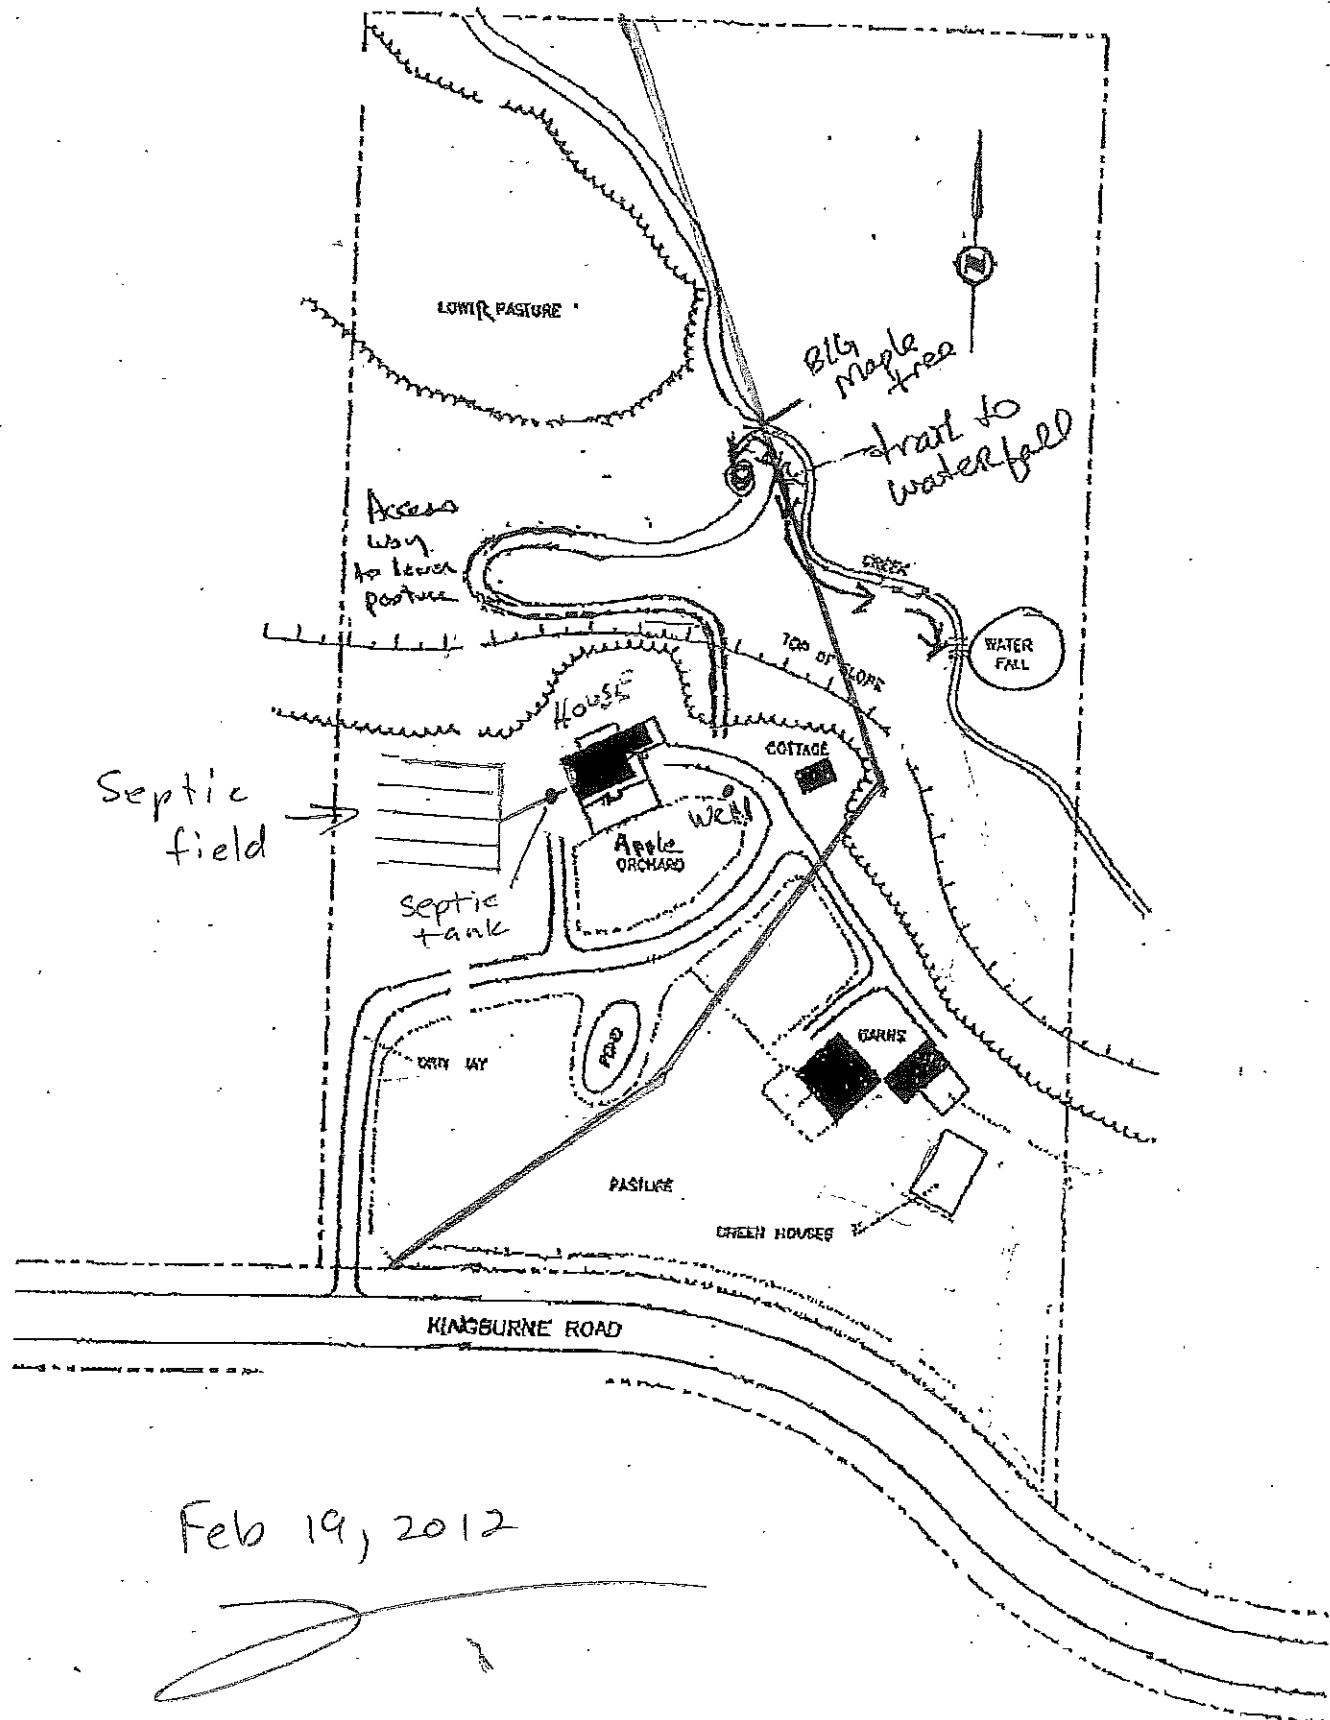 LOWER PASTURE
N
BIG
Maple
tree
trail to
waterfall
Access
way
to lower
pasture
CREEK
WATER
FALL
TOP OF SLOPE
HOUSE
COTTAGE
Septic
field
Well
Apple
ORCHARD
septic
tank
POND
BARNS
PASTURE
GREEN HOUSES
KINGBURNE ROAD
Feb 19, 2012